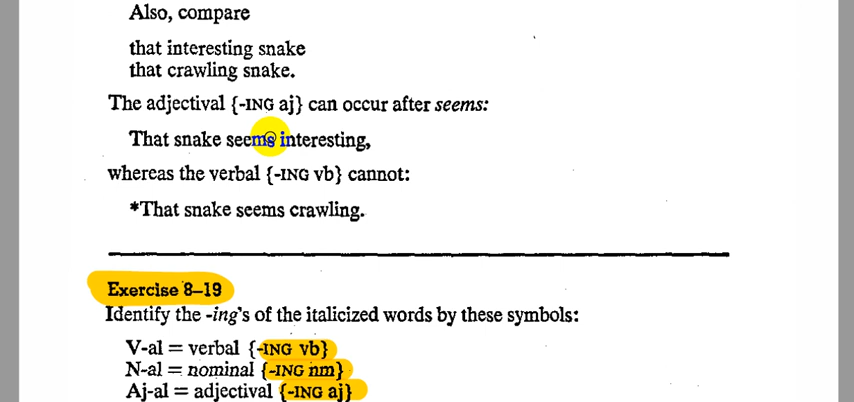 Also, compare
that interesting snake
that crawling snake.
The adjectival {-ING aj} can occur after seems:
That snake seems interesting,
whereas the verbal {-ING vb} cannot:
*That snake seems crawling.
Exercise 8–19
Identify the -ing's of the italicized words by these symbols:
V-al = verbal {-ING vb}
N-al = nominal {-ING nm}
Aj-al = adjectival {-ING aj}